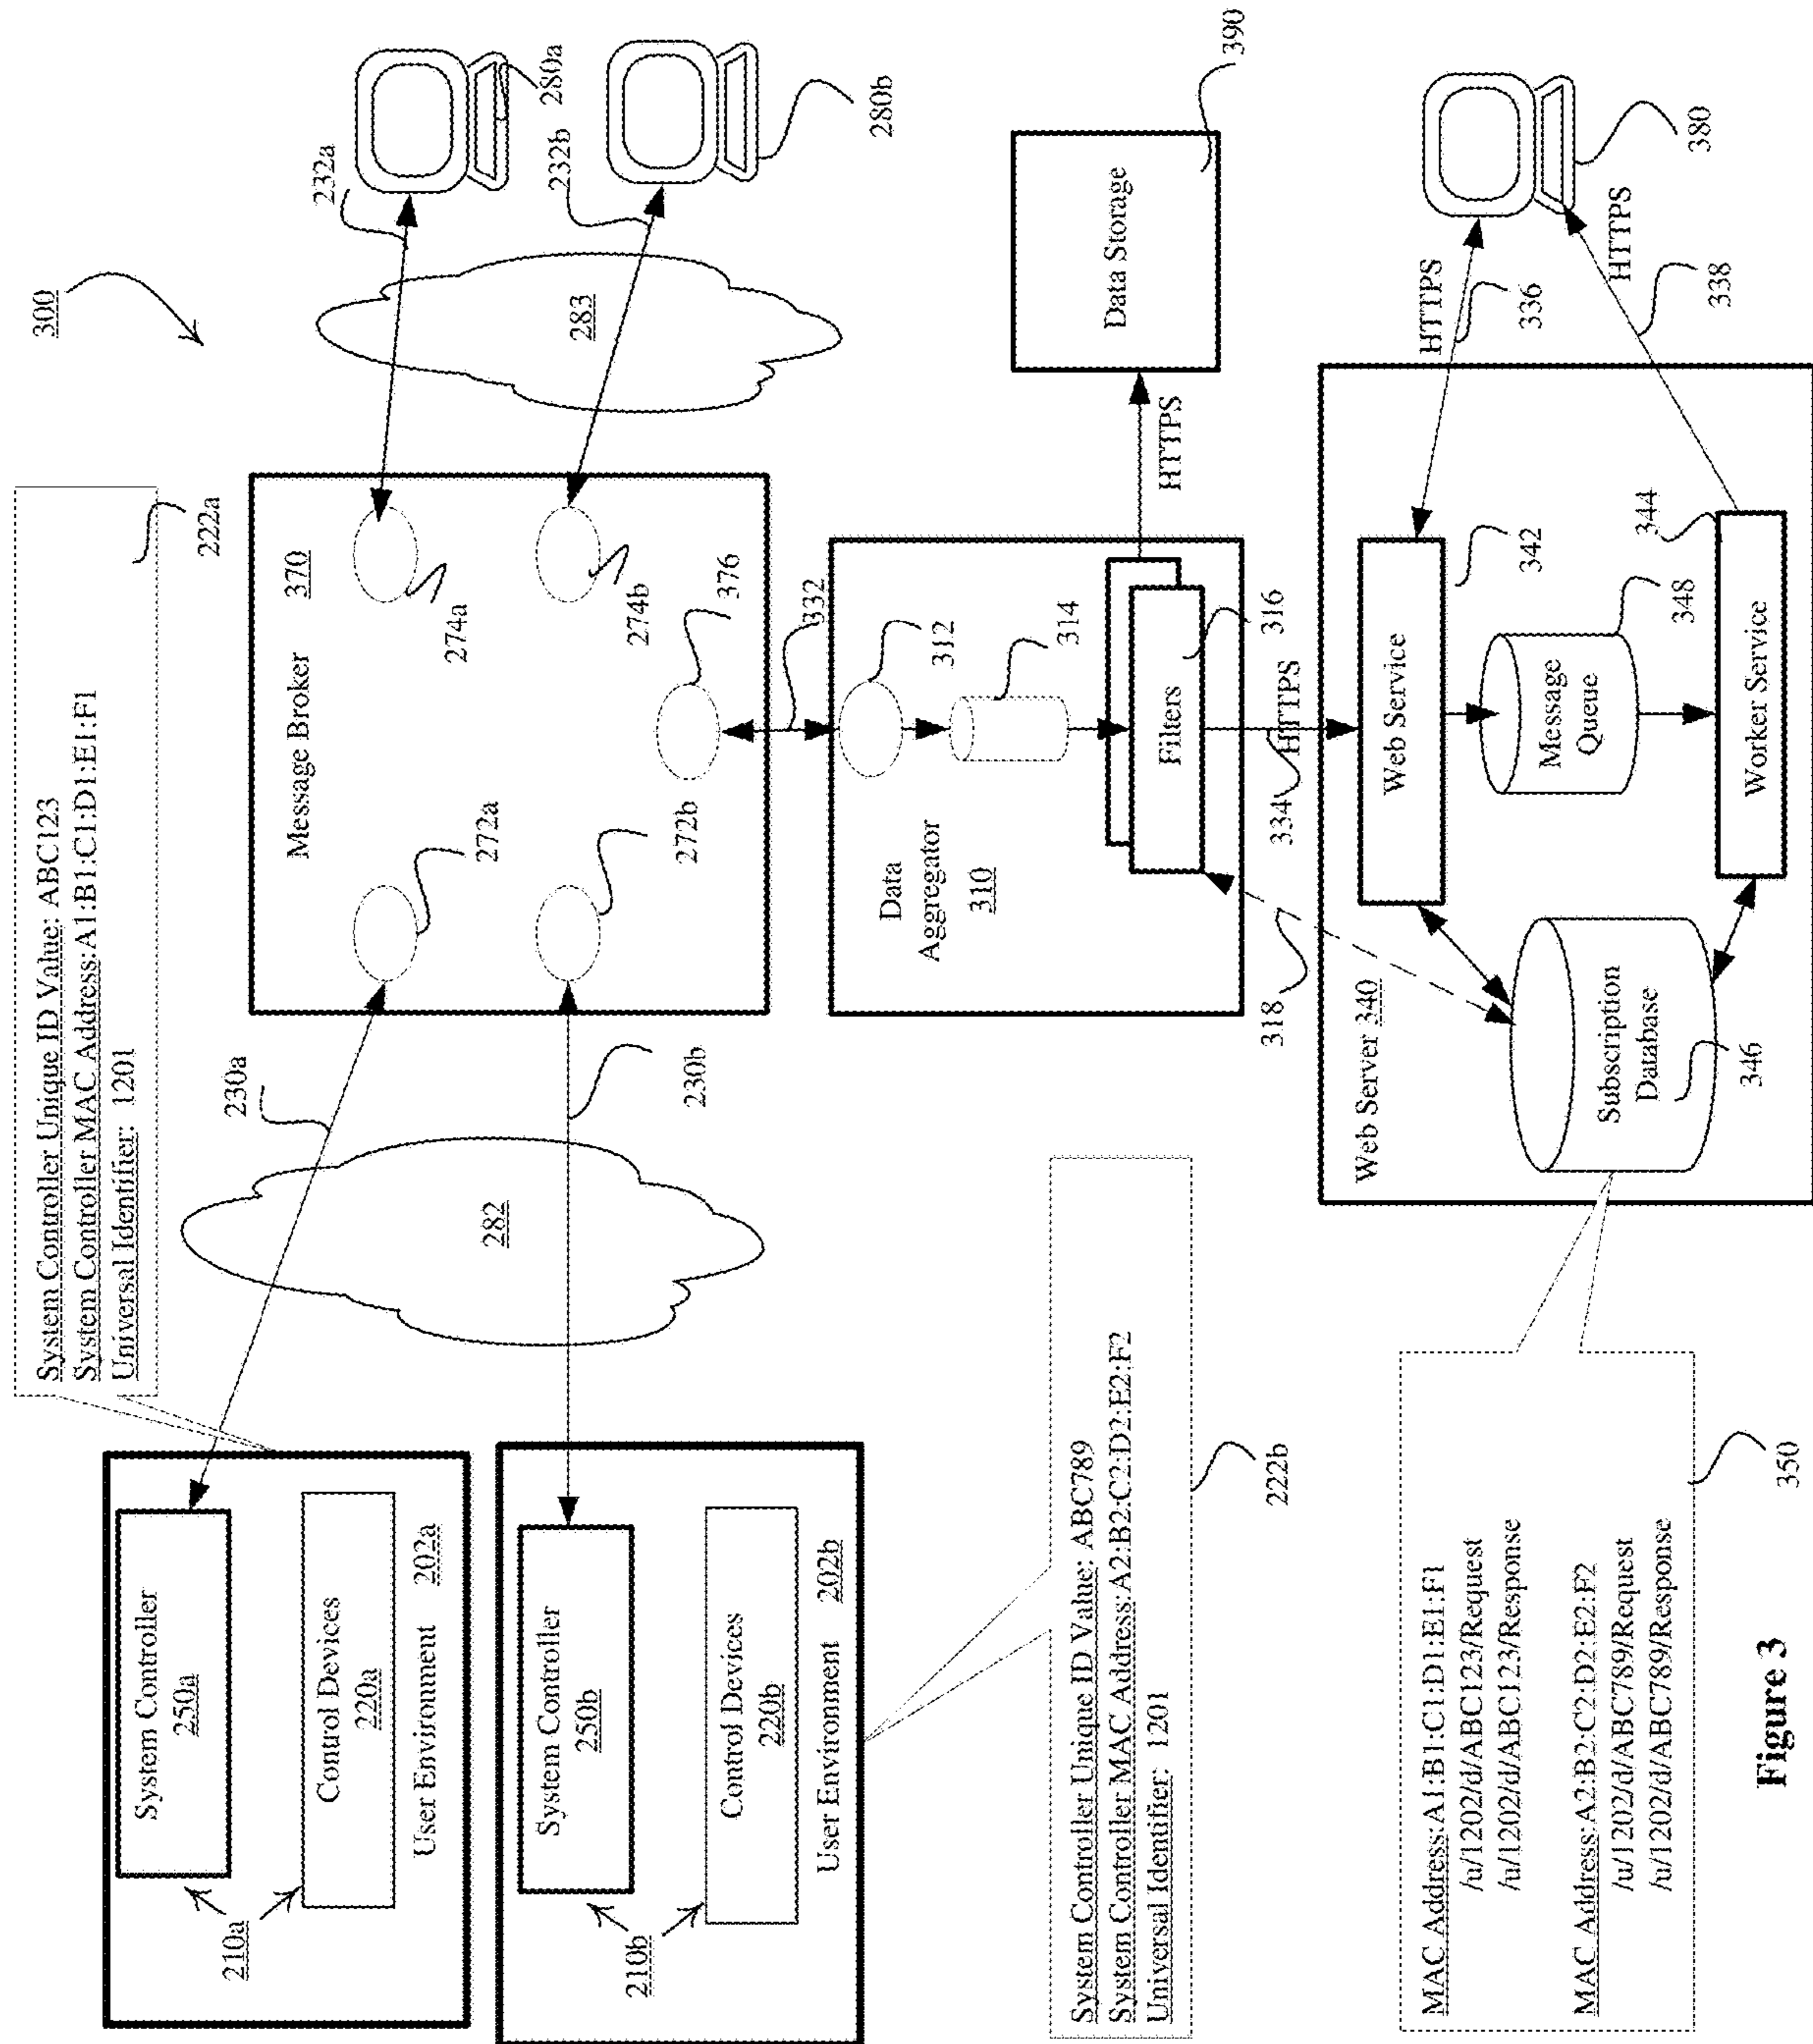 300
System Controller Unique ID Value: ABC123
System Controller MAC Address:A1:B1:C1:D1:E1:F1
Universal Identifier: 1201
222a
System Controller
250a
Control Devices
220a
User Environment 202a
210a
230a
282
Message Broker
370
272a
274a
272b
274b
376
232a
280a
232b
280b
283
System Controller
250b
Control Devices
220b
User Environment 202b
210b
230b
332
Data
Aggregator
310
312
314
Filters
316
HTTPS
Data Storage
390
System Controller Unique ID Value: ABC789
System Controller MAC Address:A2:B2:C2:D2:E2:F2
Universal Identifier: 1201
222b
318
334
HTTPS
HTTPS
336
HTTPS
338
380
Web Server 340
Web Service
342
Message
Queue
348
344
Worker Service
Subscription
Database
346
MAC Address:A1:B1:C1:D1:E1:F1
/u/1202/d/ABC123/Request
/u/1202/d/ABC123/Response
MAC Address:A2:B2:C2:D2:E2:F2
/u/1202/d/ABC789/Request
/u/1202/d/ABC789/Response
350
Figure 3